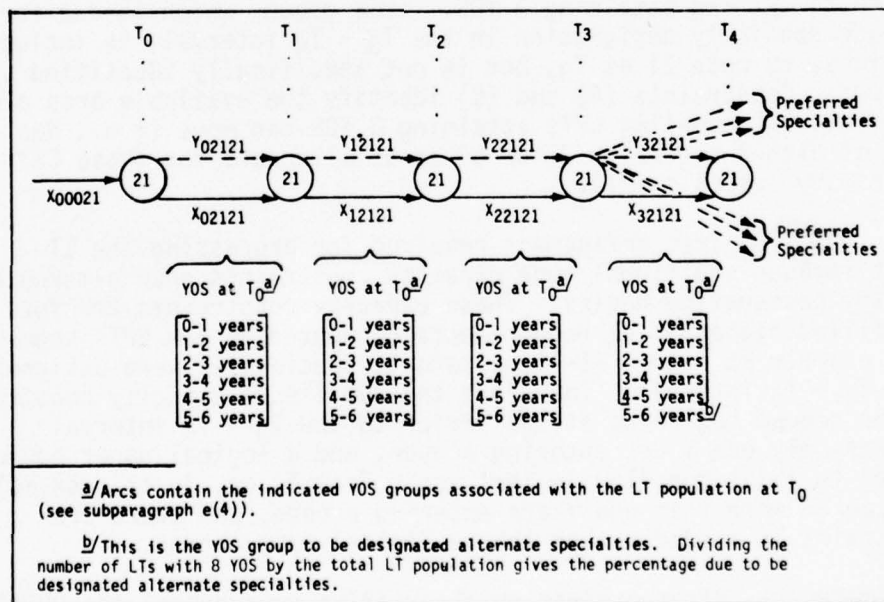 T0 T1 T2 T3 T4
Preferred
Specialties
Y02121 Y12121 Y22121 Y32121
21 21 21 21 21
X00021 X02121 X12121 X22121 X32121
Preferred
Specialties
YOS at T0a/ YOS at T0a/ YOS at T0a/ YOS at T0a/
0-1 years 0-1 years 0-1 years 0-1 years
1-2 years 1-2 years 1-2 years 1-2 years
2-3 years 2-3 years 2-3 years 2-3 years
3-4 years 3-4 years 3-4 years 3-4 years
4-5 years 4-5 years 4-5 years 4-5 years
5-6 years 5-6 years 5-6 years 5-6 yearsb/
a/Arcs contain the indicated YOS groups associated with the LT population at T0
(see subparagraph e(4)).
b/This is the YOS group to be designated alternate specialties. Dividing the
number of LTs with 8 YOS by the total LT population gives the percentage due to be
designated alternate specialties.